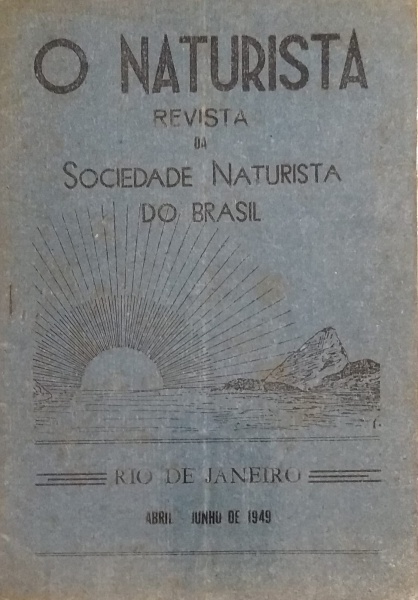 O NATURISTA
REVISTA
DA
SOCIEDADE NATURISTA
DO BRASIL
RIO DE JANEIRO
ABRIL JUNHO DE 1949